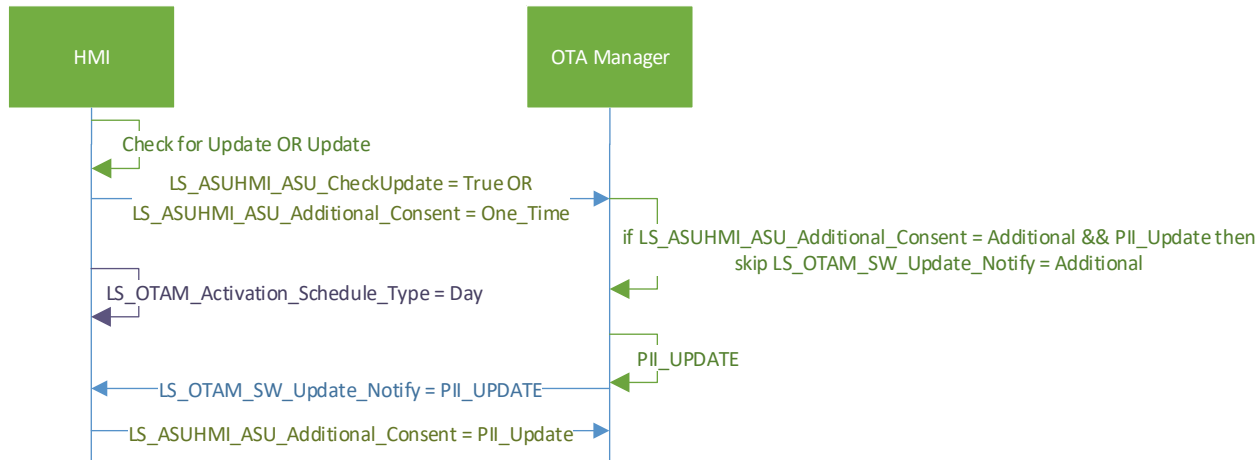 HMI
OTA Manager
Check for Update OR Update
LS_ASUHMI_ASU_CheckUpdate = True OR
LS_ASUHMI_ASU_Additional_Consent = One_Time
if LS_ASUHMI_ASU_Additional_Consent = Additional && PII_Update then
skip LS_OTAM_SW_Update_Notify = Additional
LS_OTAM_Activation_Schedule_Type = Day
PII_UPDATE
LS_OTAM_SW_Update_Notify = PII_UPDATE
LS_ASUHMI_ASU_Additional_Consent = PII_Update